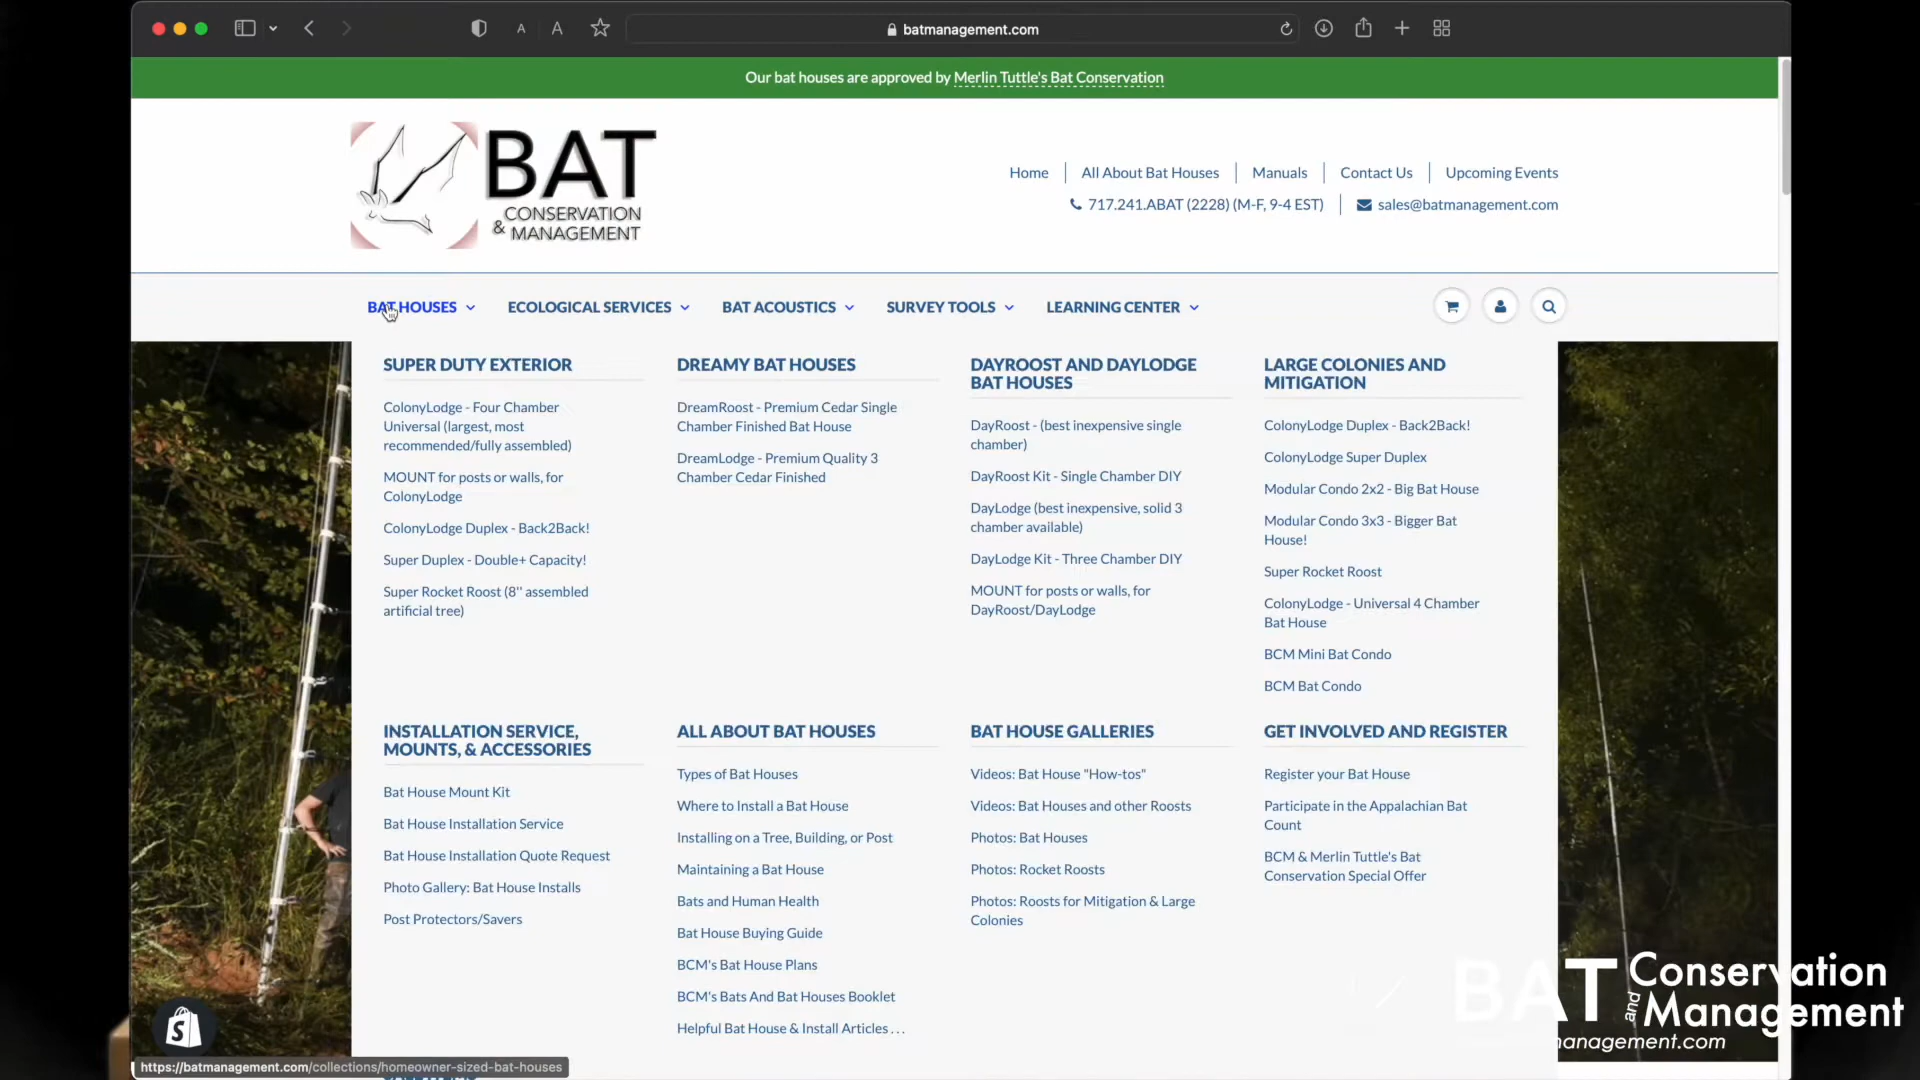 batmanagement.com
Our bat houses are approved by Merlin Tuttle's Bat Conservation
BAT
CONSERVATION
& MANAGEMENT
Home
All About Bat Houses
Manuals
Contact Us
Upcoming Events
717.241.ABAT (2228) (M-F, 9-4 EST)
sales@batmanagement.com
BAT HOUSES
ECOLOGICAL SERVICES
BAT ACOUSTICS
SURVEY TOOLS
LEARNING CENTER
SUPER DUTY EXTERIOR
ColonyLodge - Four Chamber
Universal (largest, most
recommended/fully assembled)
MOUNT for posts or walls, for
ColonyLodge
ColonyLodge Duplex - Back2Back!
Super Duplex - Double+ Capacity!
Super Rocket Roost (8'' assembled
artificial tree)
DREAMY BAT HOUSES
DreamRoost - Premium Cedar Single
Chamber Finished Bat House
DreamLodge - Premium Quality 3
Chamber Cedar Finished
DAYROOST AND DAYLODGE
BAT HOUSES
DayRoost - (best inexpensive single
chamber)
DayRoost Kit - Single Chamber DIY
DayLodge (best inexpensive, solid 3
chamber available)
DayLodge Kit - Three Chamber DIY
MOUNT for posts or walls, for
DayRoost/DayLodge
LARGE COLONIES AND
MITIGATION
ColonyLodge Duplex - Back2Back!
ColonyLodge Super Duplex
Modular Condo 2x2 - Big Bat House
Modular Condo 3x3 - Bigger Bat
House!
Super Rocket Roost
ColonyLodge - Universal 4 Chamber
Bat House
BCM Mini Bat Condo
BCM Bat Condo
INSTALLATION SERVICE,
MOUNTS, & ACCESSORIES
Bat House Mount Kit
Bat House Installation Service
Bat House Installation Quote Request
Photo Gallery: Bat House Installs
Post Protectors/Savers
ALL ABOUT BAT HOUSES
Types of Bat Houses
Where to Install a Bat House
Installing on a Tree, Building, or Post
Maintaining a Bat House
Bats and Human Health
Bat House Buying Guide
BCM's Bat House Plans
BCM's Bats And Bat Houses Booklet
Helpful Bat House & Install Articles . . .
BAT HOUSE GALLERIES
Videos: Bat House "How-tos"
Videos: Bat Houses and other Roosts
Photos: Bat Houses
Photos: Rocket Roosts
Photos: Roosts for Mitigation & Large
Colonies
GET INVOLVED AND REGISTER
Register your Bat House
Participate in the Appalachian Bat
Count
BCM & Merlin Tuttle's Bat
Conservation Special Offer
BAT Conservation
and Management
anagement.com
https://batmanagement.com/collections/homeowner-sized-bat-houses